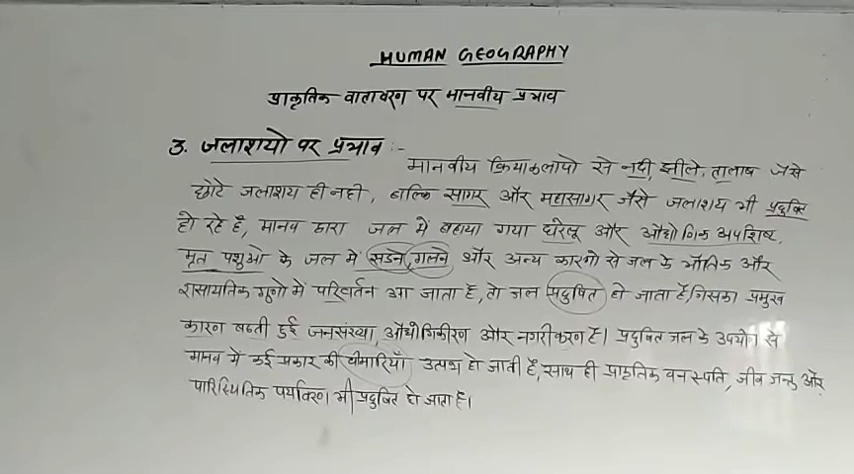 HUMAN GEOGRAPHY
प्राकृतिक वातावरण पर मानवीय प्रभाव
3. जलाशयो पर प्रभाव :-
मानवीय क्रियाकलापो से नदी, झीले, तालाब जैसे
छोटे जलाशय ही नही, बल्कि सागर और महासागर जैसे जलाशय भी प्रदुषित
हो रहे है, मानव द्वारा जल में बहाया गया घरेलू और औद्योगिक अपशिष्ट,
मृत पशुओ के जल में सडने, गलने और अन्य कारणो से जल के भौतिक और
रासायनिक गुणो मे परिवर्तन आ जाता है, तो जल प्रदुषित हो जाता है, जिसका प्रमुख
कारण बढती हुई जनसंख्या, औद्योगिकीरण और नगरीकरण है। प्रदुषित जल के उपयोग से
मानव में कई प्रकार की बीमारियाँ उत्पन्न हो जाती है, साथ ही प्राकृतिक वनस्पति, जीव जन्तु और
पारिस्थितिक पर्यावरण भी प्रदुषित हो जाता है।